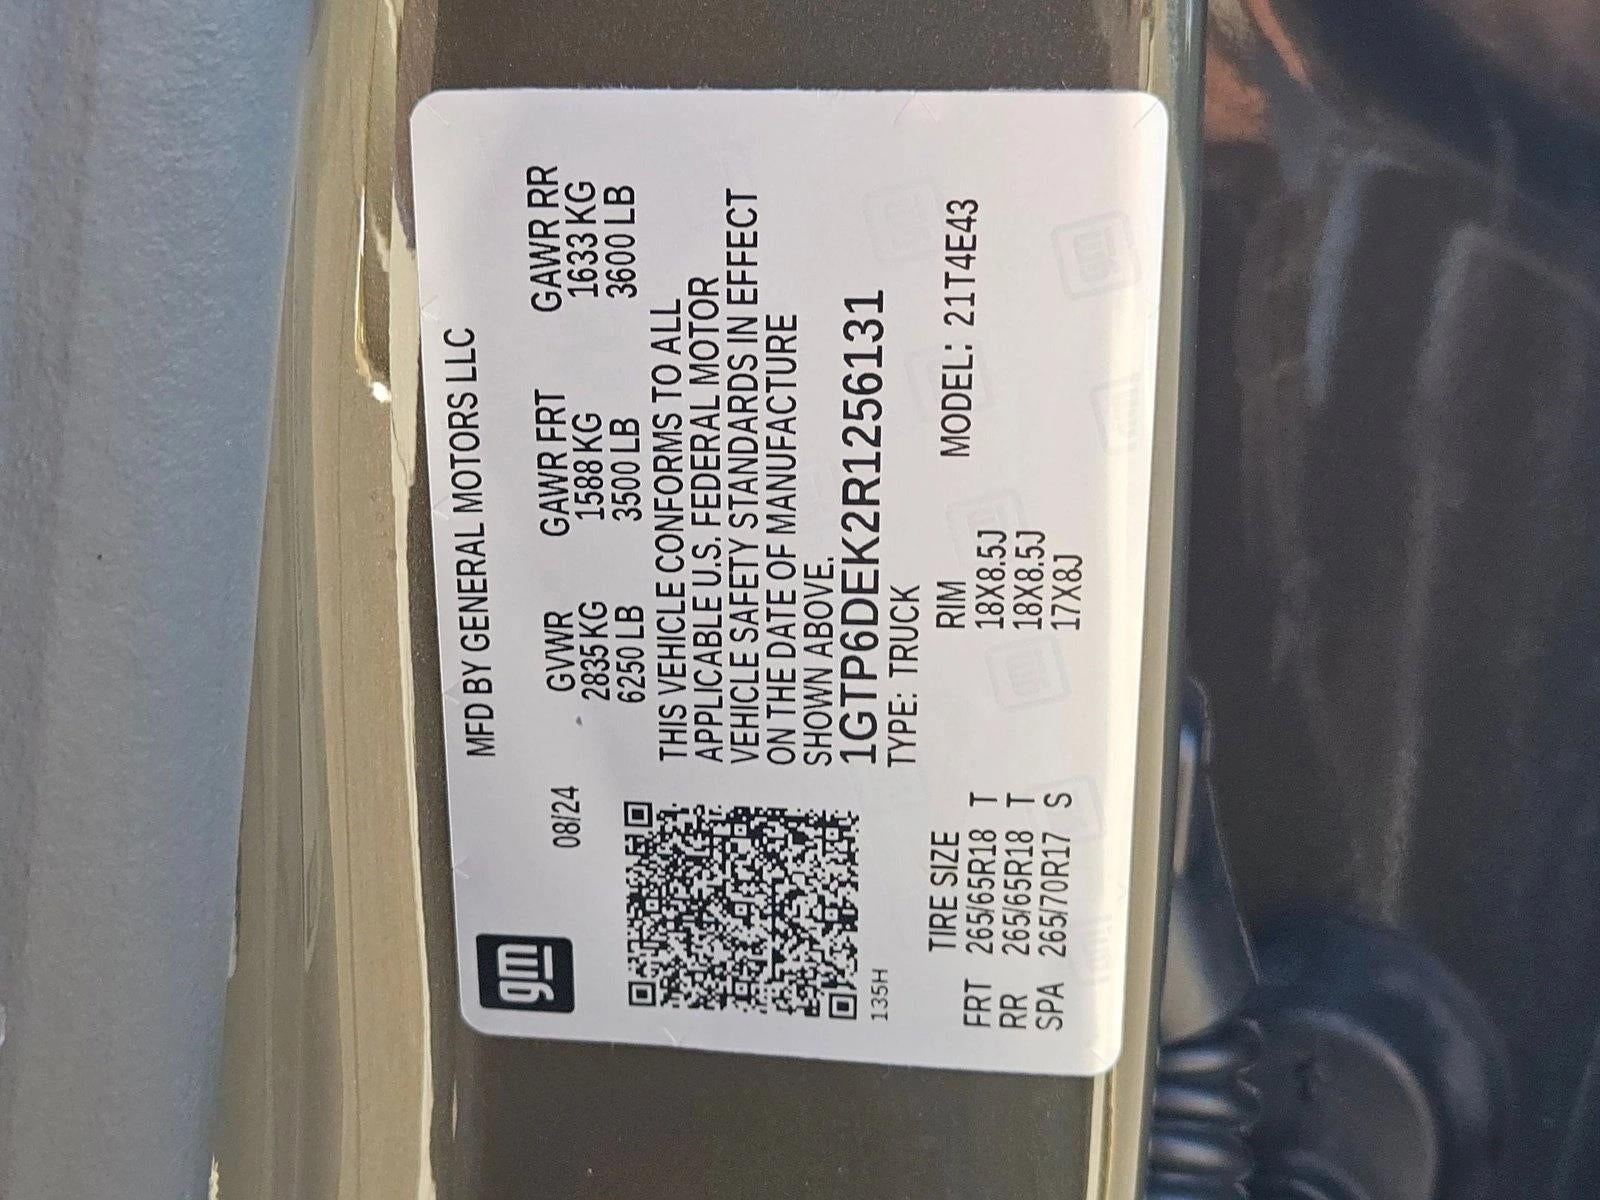 gm
MFD BY GENERAL MOTORS LLC
08/24
GVWR GAWR FRT GAWR RR
2835 KG 1588 KG 1633 KG
6250 LB 3500 LB 3600 LB
THIS VEHICLE CONFORMS TO ALL
APPLICABLE U.S. FEDERAL MOTOR
VEHICLE SAFETY STANDARDS IN EFFECT
ON THE DATE OF MANUFACTURE
SHOWN ABOVE.
1GTP6DEK2R1256131
TYPE: TRUCK
135H
TIRE SIZE RIM MODEL: 21T4E43
FRT 265/65R18 T 18X8.5J
RR 265/65R18 T 18X8.5J
SPA 265/70R17 S 17X8J